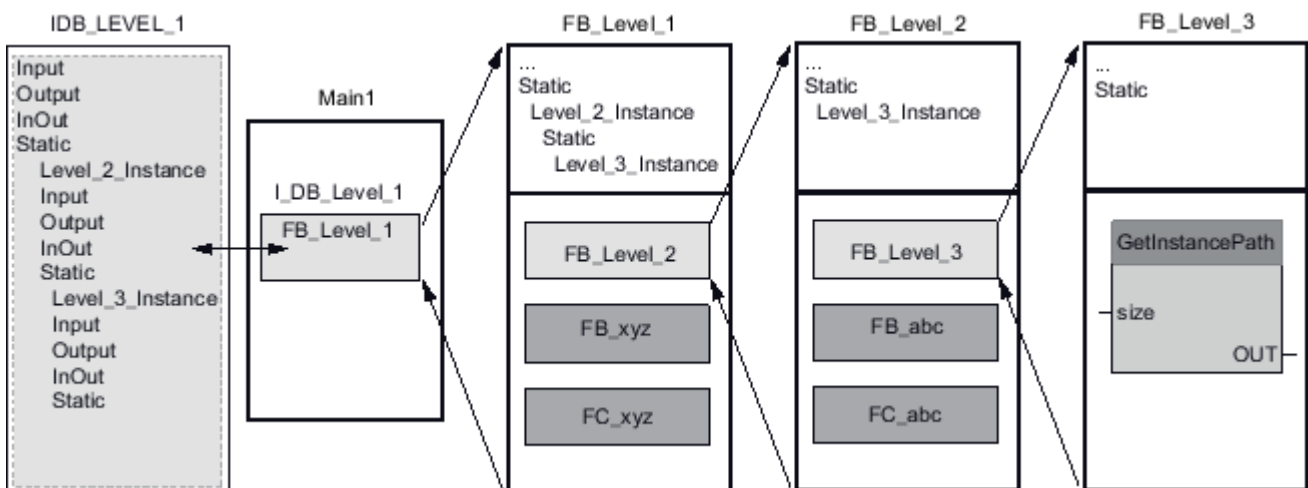 IDB_LEVEL_1
Input
Output
InOut
Static
Level_2_Instance
Input
Output
InOut
Static
Level_3_Instance
Input
Output
InOut
Static
Main1
I_DB_Level_1
FB_Level_1
FB_Level_1
...
Static
Level_2_Instance
Static
Level_3_Instance
FB_Level_2
FB_xyz
FC_xyz
FB_Level_2
...
Static
Level_3_Instance
FB_Level_3
FB_abc
FC_abc
FB_Level_3
...
Static
GetInstancePath
size
OUT